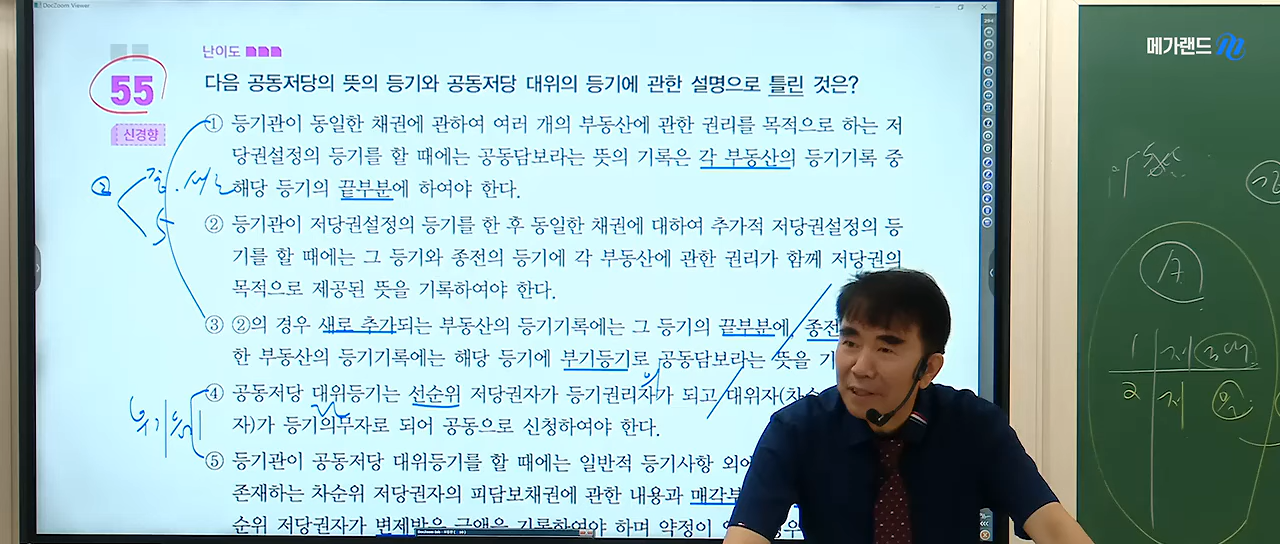 DocZoom Viewer
메가랜드
난이도
55
다음 공동저당의 뜻의 등기와 공동저당 대위의 등기에 관한 설명으로 틀린 것은?
신경향
① 등기관이 동일한 채권에 관하여 여러 개의 부동산에 관한 권리를 목적으로 하는 저
당권설정의 등기를 할 때에는 공동담보라는 뜻의 기록은 각 부동산의 등기기록 중
해당 등기의 끝부분에 하여야 한다.
② 등기관이 저당권설정의 등기를 한 후 동일한 채권에 대하여 추가적 저당권설정의 등
기를 할 때에는 그 등기와 종전의 등기에 각 부동산에 관한 권리가 함께 저당권의
목적으로 제공된 뜻을 기록하여야 한다.
③ ②의 경우 새로 추가되는 부동산의 등기기록에는 그 등기의 끝부분에, 종전
한 부동산의 등기기록에는 해당 등기에 부기등기로 공동담보라는 뜻을 기
④ 공동저당 대위등기는 선순위 저당권자가 등기권리자가 되고 대위자(차순
자)가 등기의무자로 되어 공동으로 신청하여야 한다.
⑤ 등기관이 공동저당 대위등기를 할 때에는 일반적 등기사항 외에
존재하는 차순위 저당권자의 피담보채권에 관한 내용과 매각부
순위 저당권자가 변제받은 금액을 기록하여야 하며 약정이
A
1 저
2 저